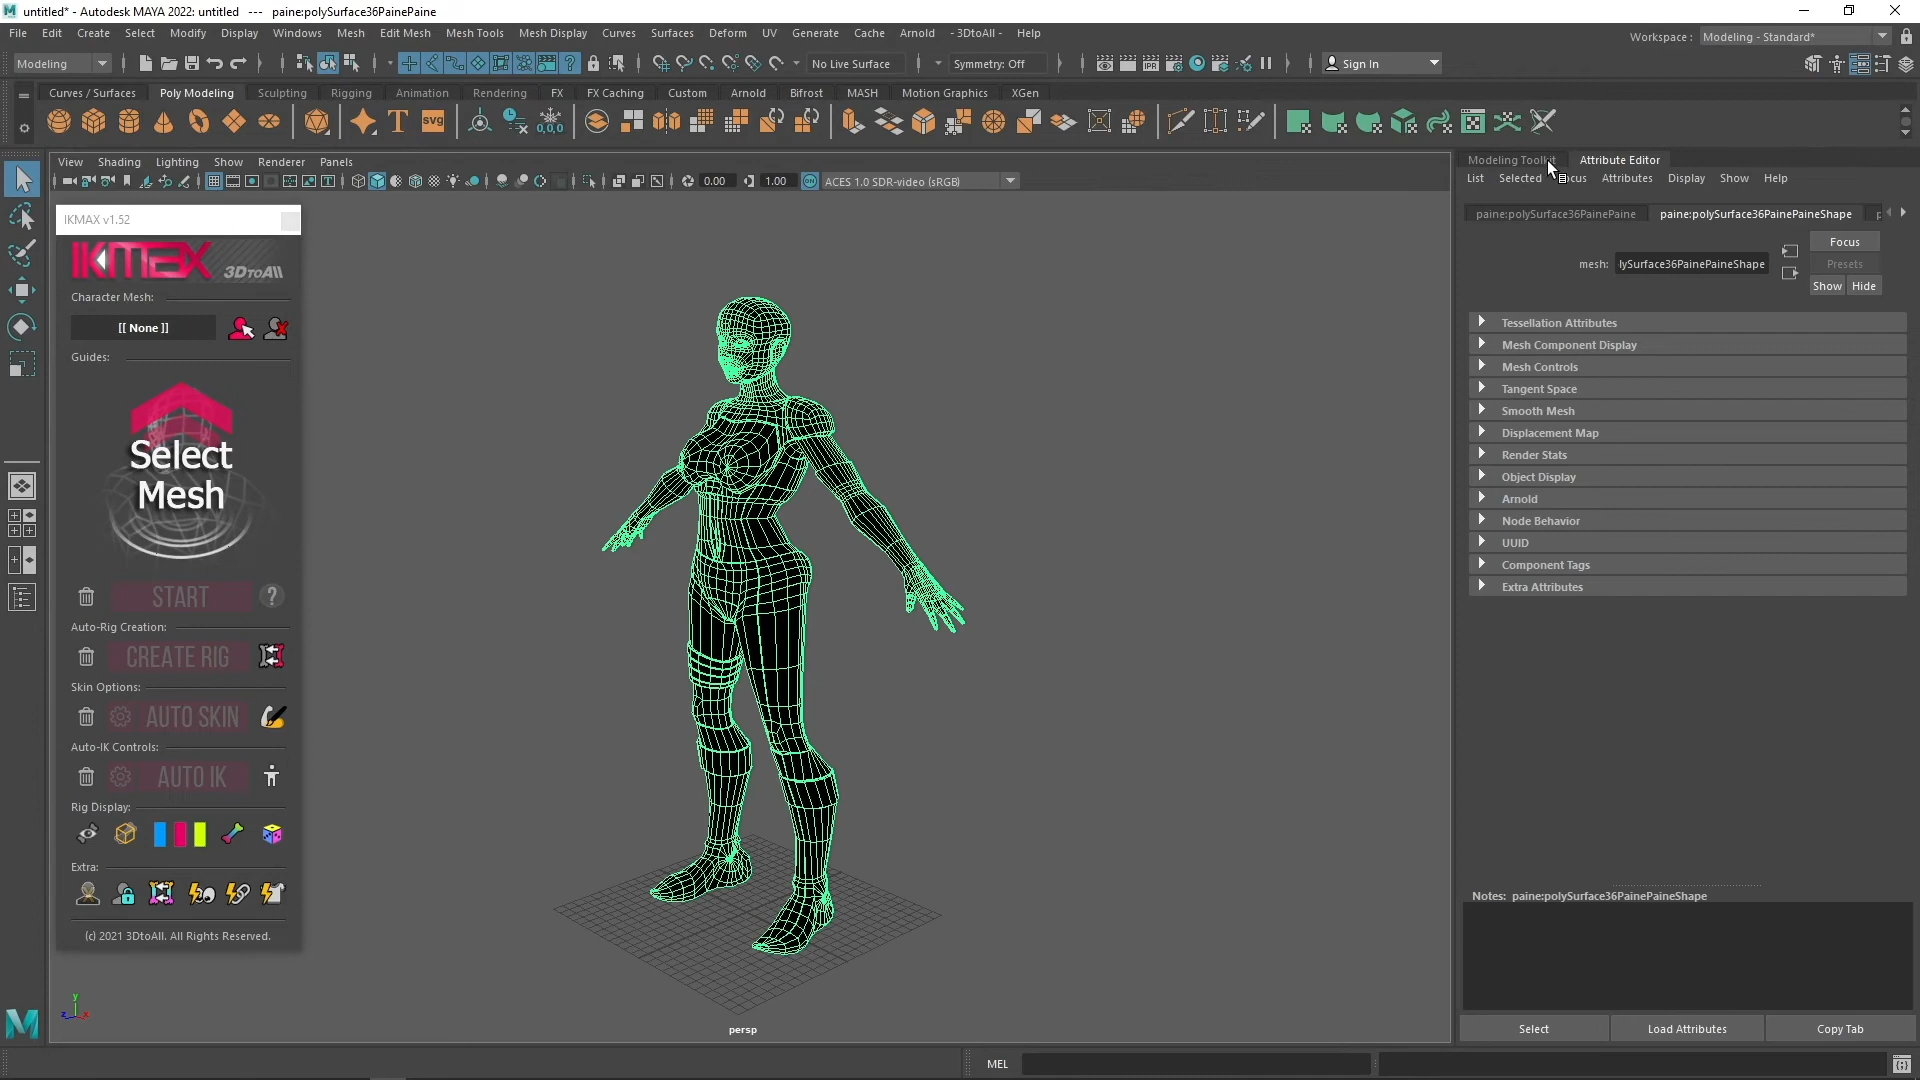 untitled* - Autodesk MAYA 2022: untitled --- paine:polySurface36PainePaine
File Edit Create Select Modify Display Windows Mesh Edit Mesh Mesh Tools Mesh Display Curves Surfaces Deform UV Generate Cache Arnold - 3DtoAll - Help
Workspace : Modeling - Standard*
Modeling No Live Surface Symmetry: Off Sign In
Curves / Surfaces Poly Modeling Sculpting Rigging Animation Rendering FX FX Caching Custom Arnold Bifrost MASH Motion Graphics XGen
SVG
0,0,0
View Shading Lighting Show Renderer Panels
0.00 1.00 ON ACES 1.0 SDR-video (sRGB)
IKMAX v1.52
IKMAX 3DTOALL
Character Mesh:
[[ None ]]
Guides:
Select
Mesh
START ?
Auto-Rig Creation:
CREATE RIG
Skin Options:
AUTO SKIN
Auto-IK Controls:
AUTO IK
Rig Display:
Extra:
(c) 2021 3DtoAll. All Rights Reserved.
y
z x
persp
Modeling Toolkit Attribute Editor
List Selected ocus Attributes Display Show Help
paine:polySurface36PainePaine paine:polySurface36PainePaineShape p
Focus
mesh: lySurface36PainePaineShape Presets
Show Hide
Tessellation Attributes
Mesh Component Display
Mesh Controls
Tangent Space
Smooth Mesh
Displacement Map
Render Stats
Object Display
Arnold
Node Behavior
UUID
Component Tags
Extra Attributes
Notes: paine:polySurface36PainePaineShape
Select Load Attributes Copy Tab
M
MEL